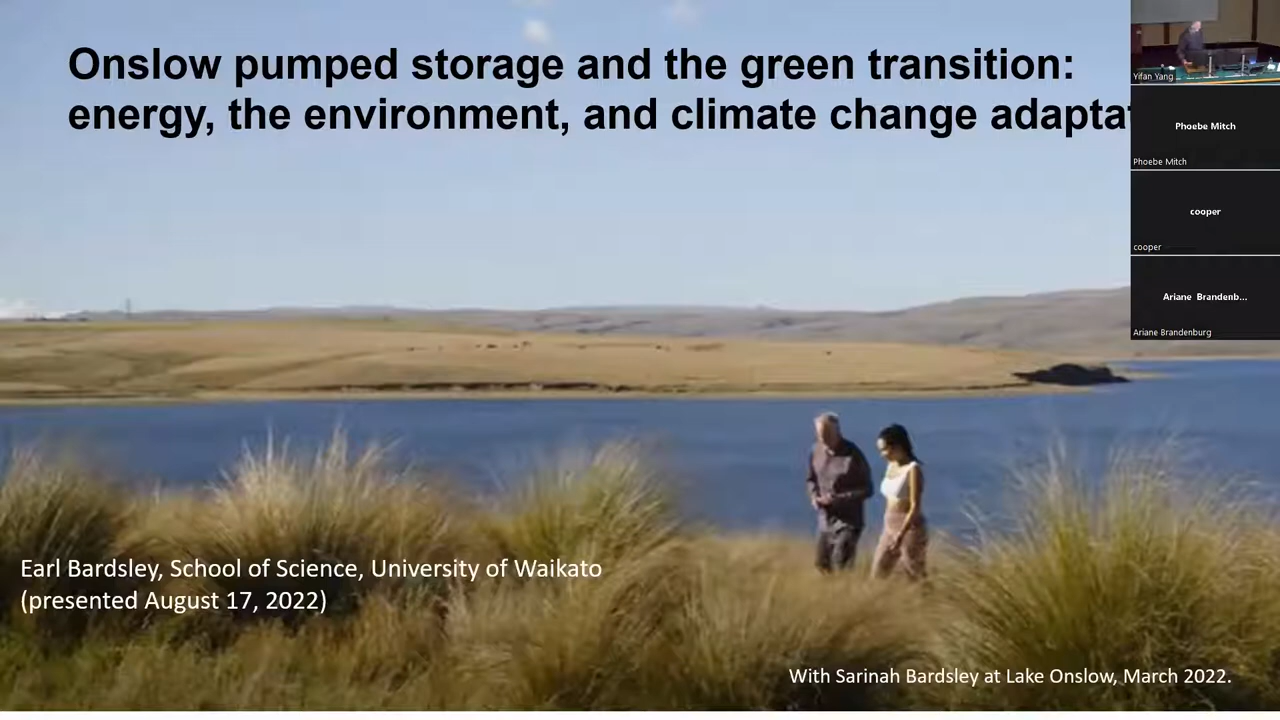 Onslow pumped storage and the green transition:
energy, the environment, and climate change adaptat
Yifan Yang
Phoebe Mitch
Phoebe Mitch
cooper
cooper
Ariane Brandenb...
Ariane Brandenburg
Earl Bardsley, School of Science, University of Waikato
(presented August 17, 2022)
With Sarinah Bardsley at Lake Onslow, March 2022.